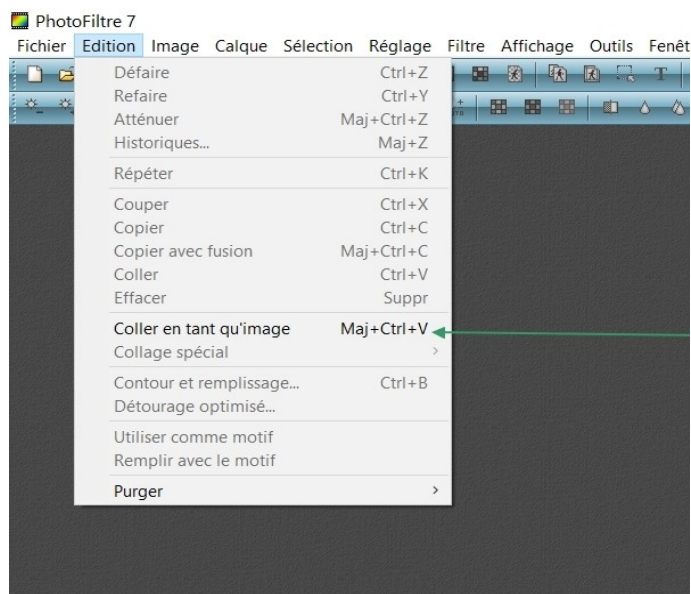 PhotoFiltre 7
Fichier Edition Image Calque Sélection Réglage Filtre Affichage Outils Fenêt
Défaire Ctrl+Z
Refaire Ctrl+Y
Atténuer Maj+Ctrl+Z
Historiques... Maj+Z
Répéter Ctrl+K
Couper Ctrl+X
Copier Ctrl+C
Copier avec fusion Maj+Ctrl+C
Coller Ctrl+V
Effacer Suppr
Coller en tant qu'image Maj+Ctrl+V
Collage spécial
Contour et remplissage... Ctrl+B
Détourage optimisé...
Utiliser comme motif
Remplir avec le motif
Purger